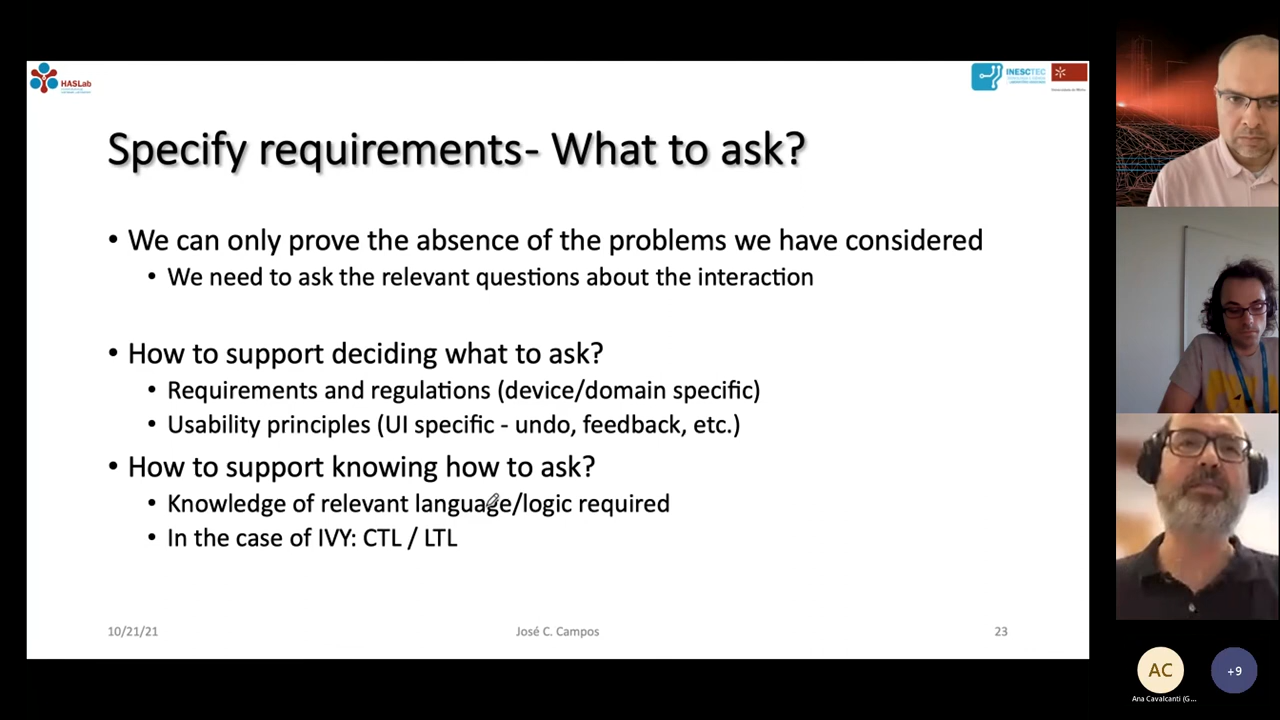 HASLab
INESCTEC
Specify requirements- What to ask?
• We can only prove the absence of the problems we have considered
• We need to ask the relevant questions about the interaction
• How to support deciding what to ask?
• Requirements and regulations (device/domain specific)
• Usability principles (UI specific - undo, feedback, etc.)
• How to support knowing how to ask?
• Knowledge of relevant language/logic required
• In the case of IVY: CTL / LTL
10/21/21
José C. Campos
23
AC
+9
Ana Cavalcanti (G...